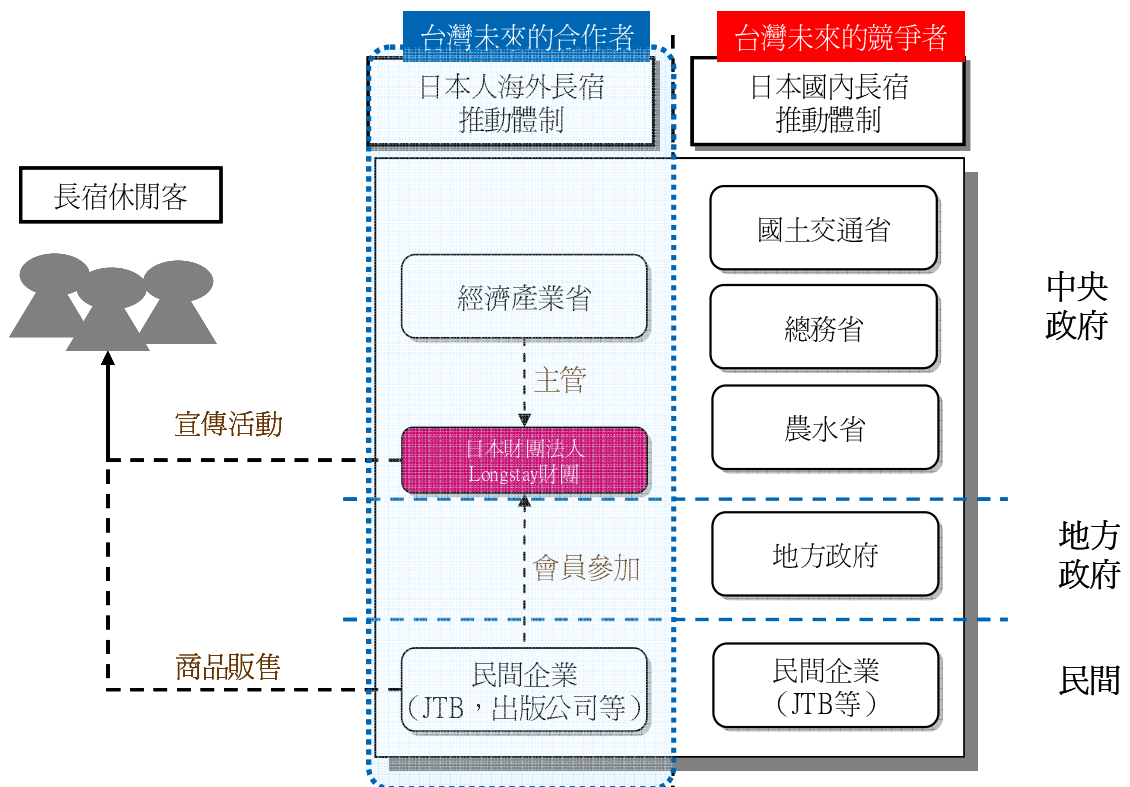 台灣未來的合作者
台灣未來的競爭者
日本人海外長宿
推動體制
日本國內長宿
推動體制
長宿休閒客
國土交通省
經濟產業省
總務省
中央
政府
主管
農水省
宣傳活動
日本財團法人
Longstay財團
地方政府
地方
政府
會員參加
商品販售
民間企業
（JTB，出版公司等）
民間企業
（JTB等）
民間